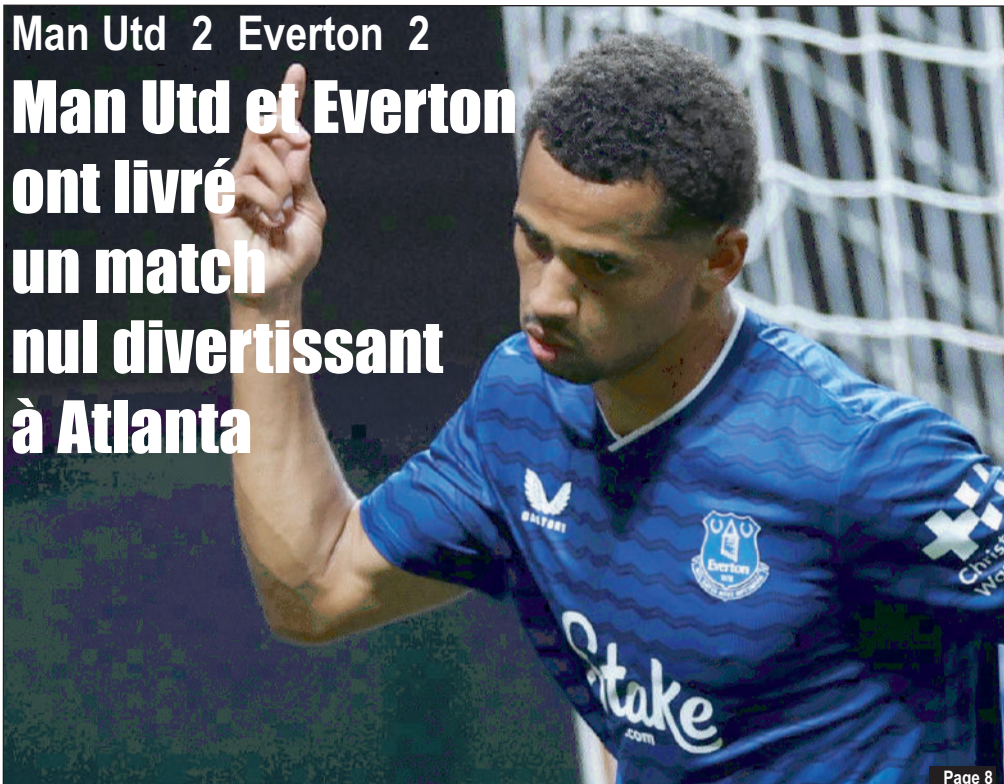 Man Utd 2 Everton 2
Man Utd et Everton
ont livré
un match
nul divertissant
à Atlanta
CASTORE
Everton
Stake
.com
Page 8